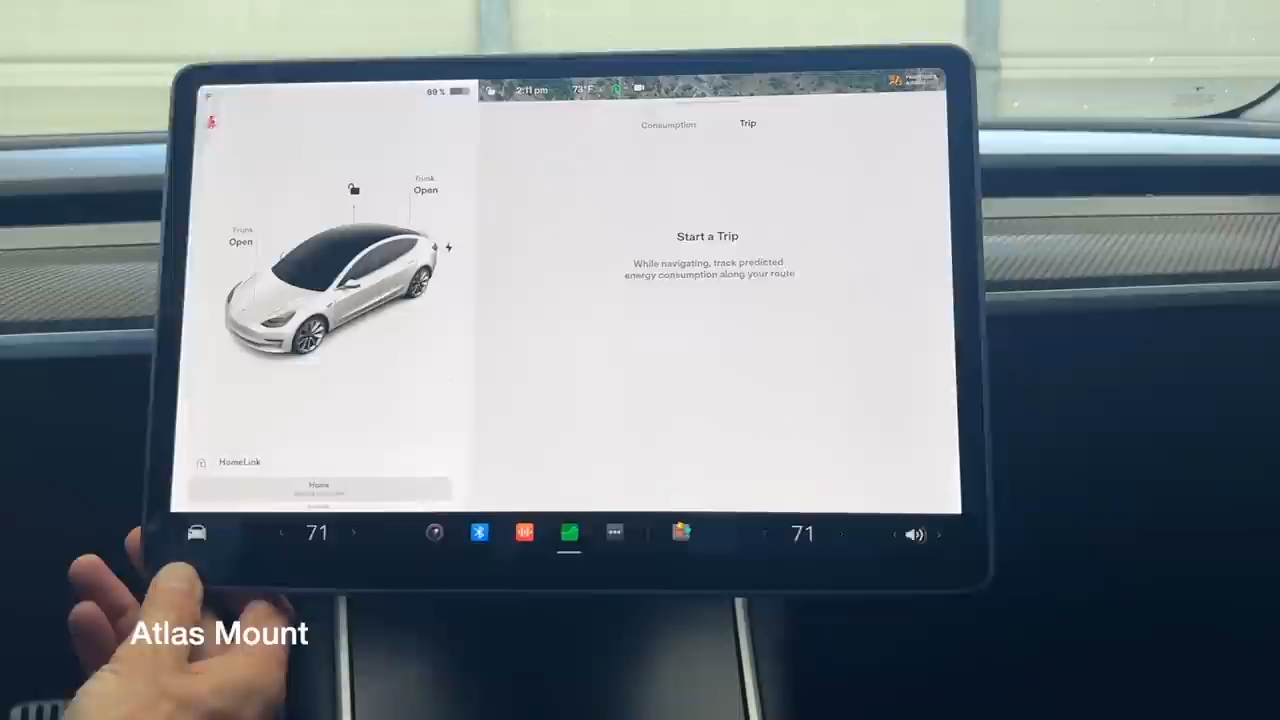 69 %
2:11 pm
73°F
Consumption
Trip
Trunk
Open
Frunk
Open
Start a Trip
While navigating, track predicted
energy consumption along your route
HomeLink
Home
71
71
Atlas Mount